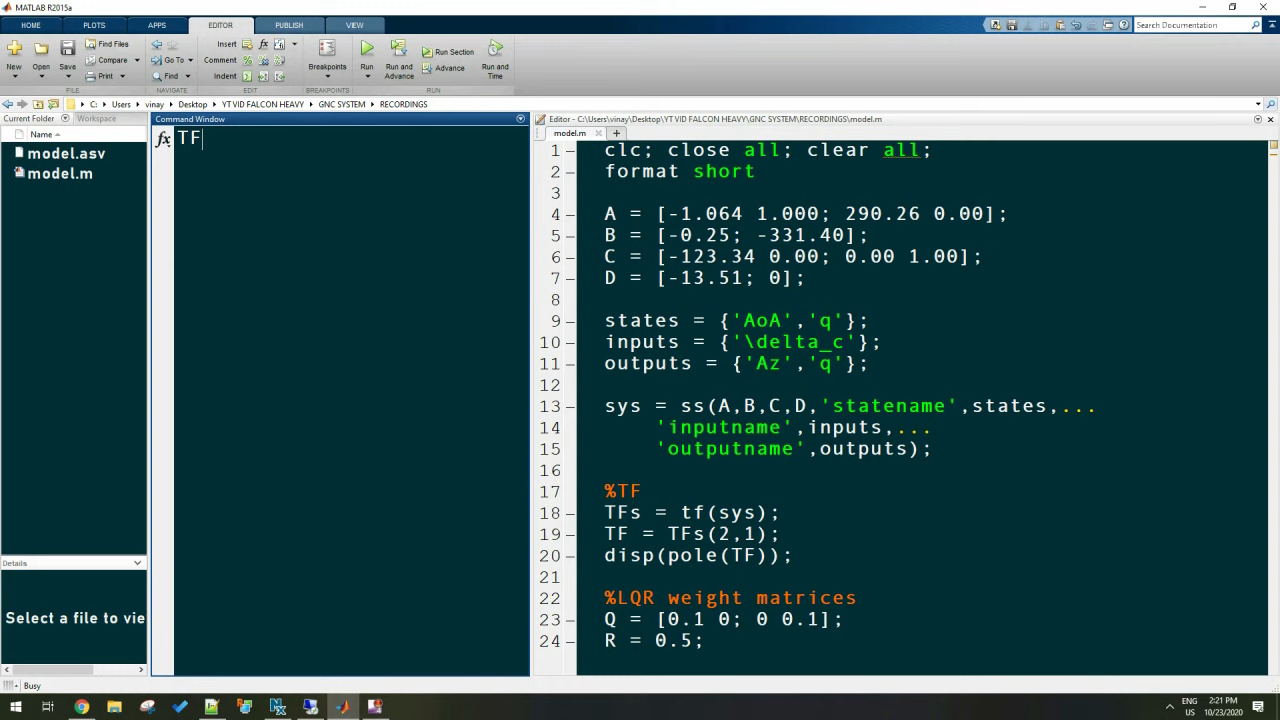 MATLAB R2015a
HOME PLOTS APPS EDITOR PUBLISH VIEW
Search Documentation
New Open Save Find Files Compare Print
Go To Find
Insert fx
Comment
Indent
Breakpoints
Run Run and Advance Run Section Advance Run and Time
FILE NAVIGATE EDIT BREAKPOINTS RUN
C: Users vinay Desktop YT VID FALCON HEAVY GNC SYSTEM RECORDINGS
Current Folder Workspace
Name
model.asv
model.m
Details
Select a file to vie
Command Window
fx TF
Editor - C:\Users\vinay\Desktop\YT VID FALCON HEAVY\GNC SYSTEM\RECORDINGS\model.m
model.m
1 clc; close all; clear all;
2 format short
3
4 A = [-1.064 1.000; 290.26 0.00];
5 B = [-0.25; -331.40];
6 C = [-123.34 0.00; 0.00 1.00];
7 D = [-13.51; 0];
8
9 states = {'AoA','q'};
10 inputs = {'\delta_c'};
11 outputs = {'Az','q'};
12
13 sys = ss(A,B,C,D,'statename',states,...
14 'inputname',inputs,...
15 'outputname',outputs);
16
17 %TF
18 TFs = tf(sys);
19 TF = TFs(2,1);
20 disp(pole(TF));
21
22 %LQR weight matrices
23 Q = [0.1 0; 0 0.1];
24 R = 0.5;
Busy
ENG
US
2:21 PM
10/23/2020